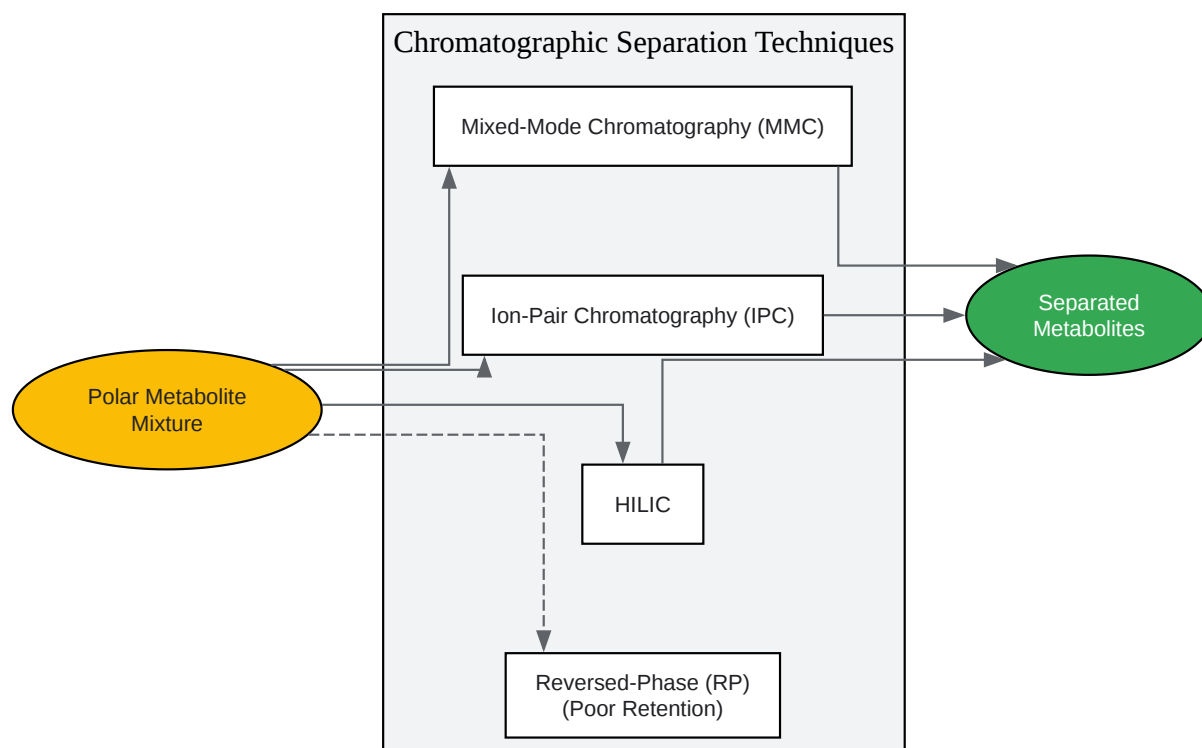 Chromatographic Separation Techniques
Mixed-Mode Chromatography (MMC)
Ion-Pair Chromatography (IPC)
Separated
Metabolites
Polar Metabolite
Mixture
HILIC
Reversed-Phase (RP)
(Poor Retention)